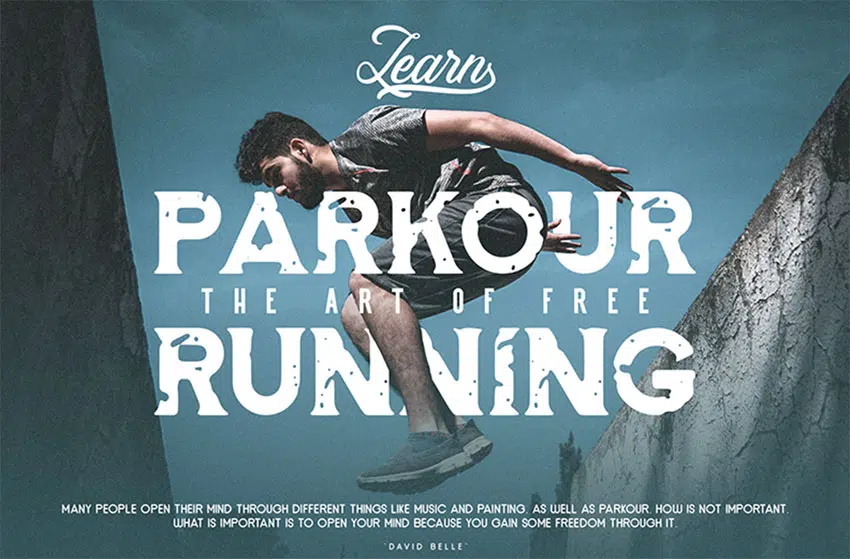 Learn
PARKOUR
THE ART OF FREE
RUNNING
MANY PEOPLE OPEN THEIR MIND THROUGH DIFFERENT THINGS LIKE MUSIC AND PAINTING. AS WELL AS PARKOUR. HOW IS NOT IMPORTANT.
WHAT IS IMPORTANT IS TO OPEN YOUR MIND BECAUSE YOU GAIN SOME FREEDOM THROUGH IT.
"DAVID BELLE"